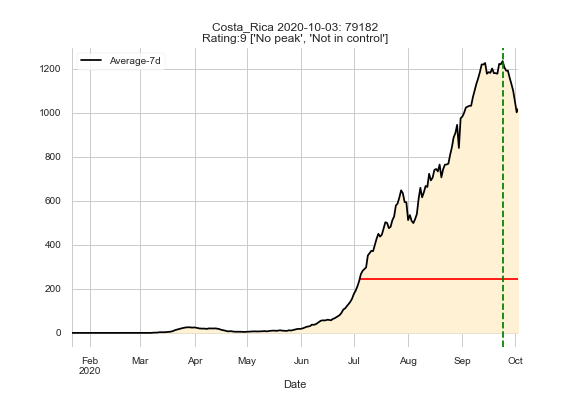 Costa_Rica 2020-10-03: 79182
Rating:9 ['No peak', 'Not in control']
Average-7d
1200
1000
800
600
400
200
0
Feb Mar Apr May Jun Jul Aug Sep Oct
2020
Date